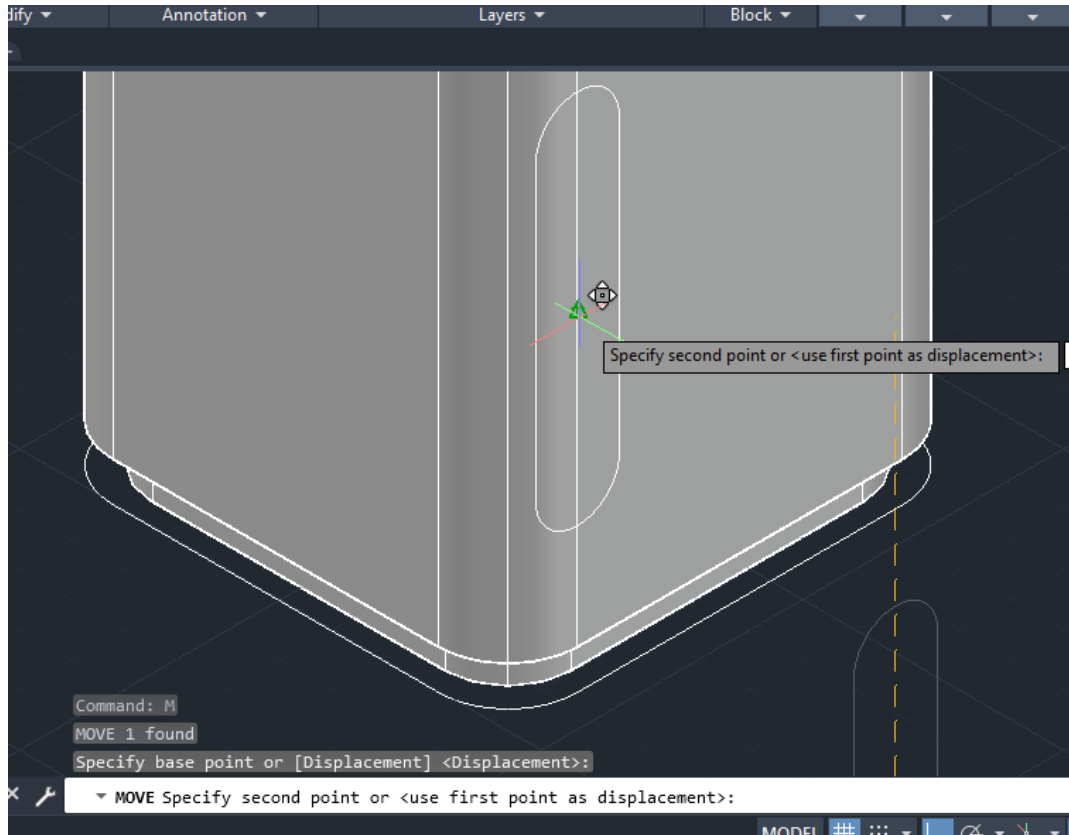 dify
Annotation
Layers
Block
Specify second point or <use first point as displacement>:
Command: M
MOVE 1 found
Specify base point or [Displacement] <Displacement>:
MOVE Specify second point or <use first point as displacement>:
MODEL